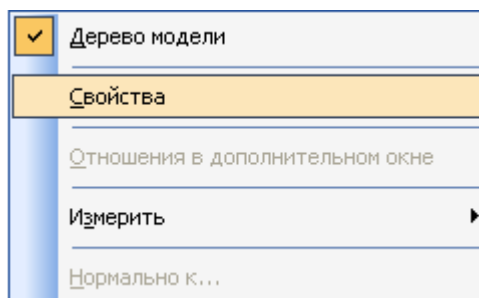 Дерево модели
Свойства
Отношения в дополнительном окне
Измерить
Нормально к...